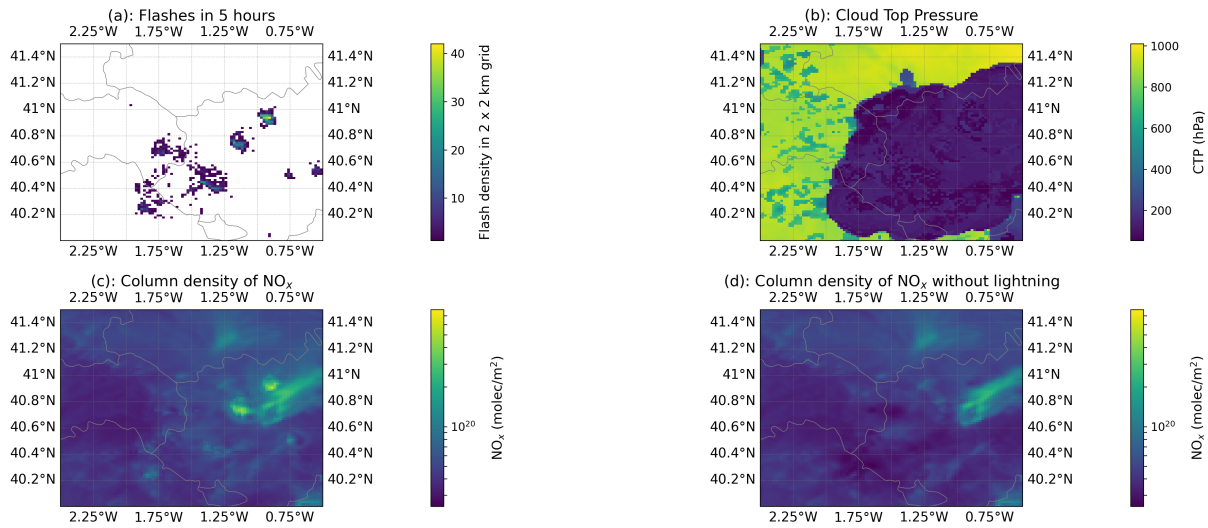 (a): Flashes in 5 hours
2.25°W 1.75°W 1.25°W 0.75°W
41.4°N 41.4°N
41.2°N 41.2°N
41°N 41°N
40.8°N 40.8°N
40.6°N 40.6°N
40.4°N 40.4°N
40.2°N 40.2°N
2.25°W 1.75°W 1.25°W 0.75°W
40
30
20
10
Flash density in 2 x 2 km grid
(b): Cloud Top Pressure
2.25°W 1.75°W 1.25°W 0.75°W
41.4°N 41.4°N
41.2°N 41.2°N
41°N 41°N
40.8°N 40.8°N
40.6°N 40.6°N
40.4°N 40.4°N
40.2°N 40.2°N
2.25°W 1.75°W 1.25°W 0.75°W
1000
800
600
400
200
CTP (hPa)
(c): Column density of NOₓ
2.25°W 1.75°W 1.25°W 0.75°W
41.4°N 41.4°N
41.2°N 41.2°N
41°N 41°N
40.8°N 40.8°N
40.6°N 40.6°N
40.4°N 40.4°N
40.2°N 40.2°N
2.25°W 1.75°W 1.25°W 0.75°W
10²⁰
NOₓ (molec/m²)
(d): Column density of NOₓ without lightning
2.25°W 1.75°W 1.25°W 0.75°W
41.4°N 41.4°N
41.2°N 41.2°N
41°N 41°N
40.8°N 40.8°N
40.6°N 40.6°N
40.4°N 40.4°N
40.2°N 40.2°N
2.25°W 1.75°W 1.25°W 0.75°W
10²⁰
NOₓ (molec/m²)